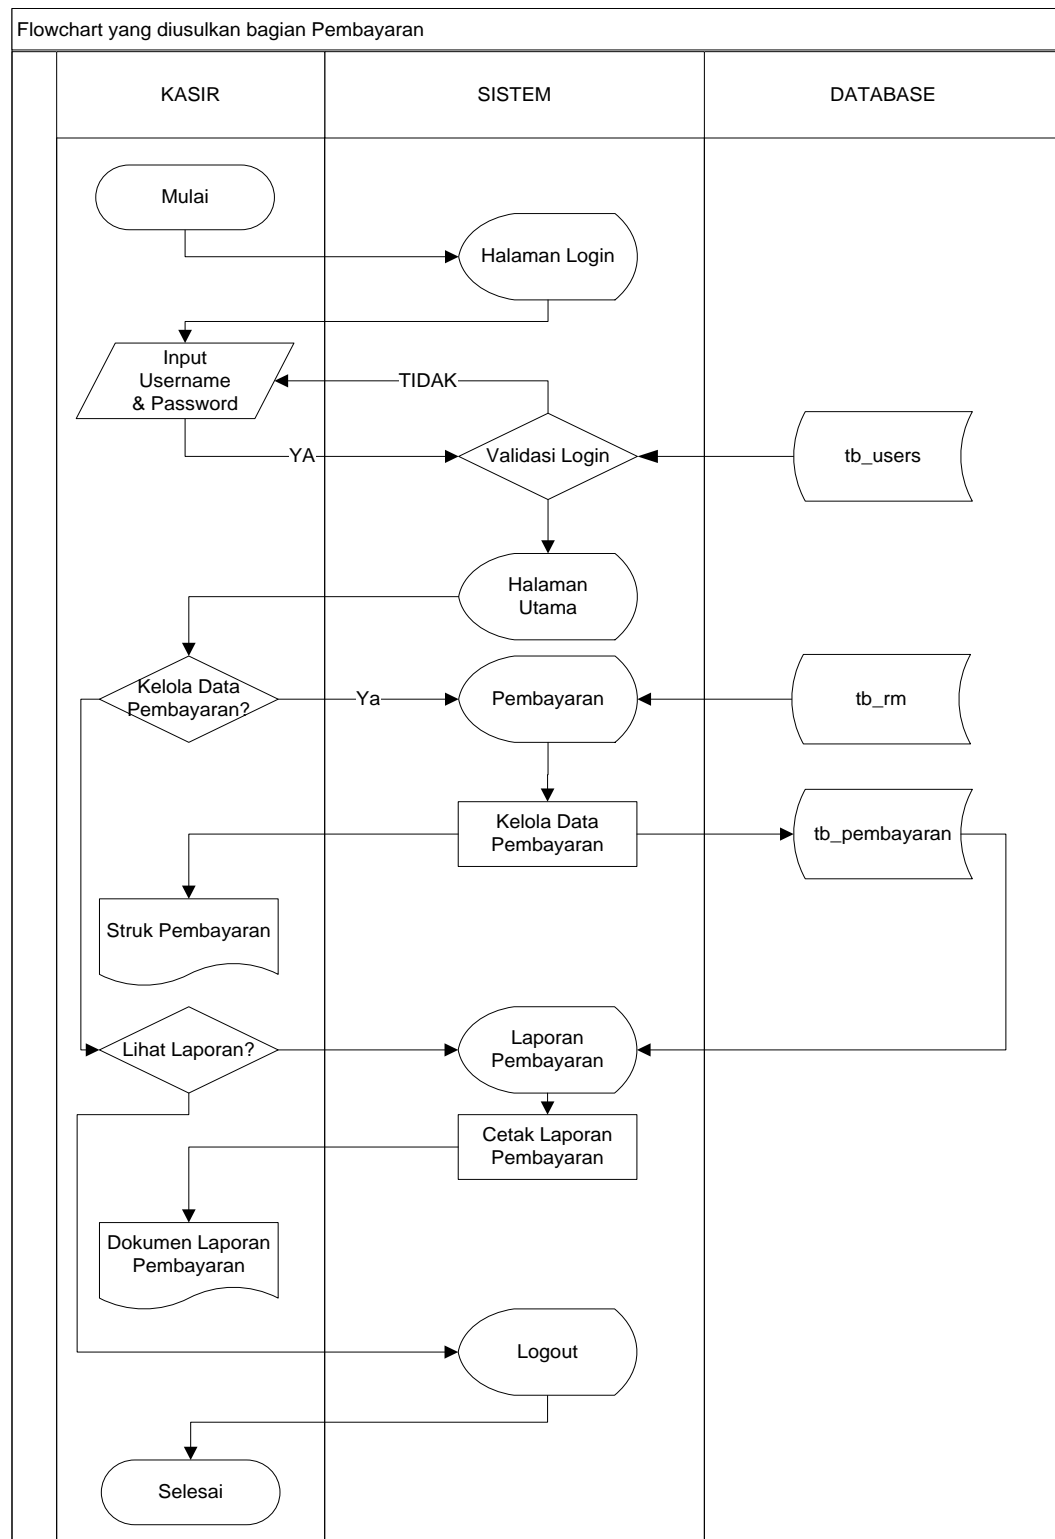 Flowchart yang diusulkan bagian Pembayaran
KASIR
SISTEM
DATABASE
Mulai
Halaman Login
Input
Username
& Password
TIDAK
YA
Validasi Login
tb_users
Halaman
Utama
Kelola Data
Pembayaran?
Ya
Pembayaran
tb_rm
Kelola Data
Pembayaran
tb_pembayaran
Struk Pembayaran
Lihat Laporan?
Laporan
Pembayaran
Cetak Laporan
Pembayaran
Dokumen Laporan
Pembayaran
Logout
Selesai